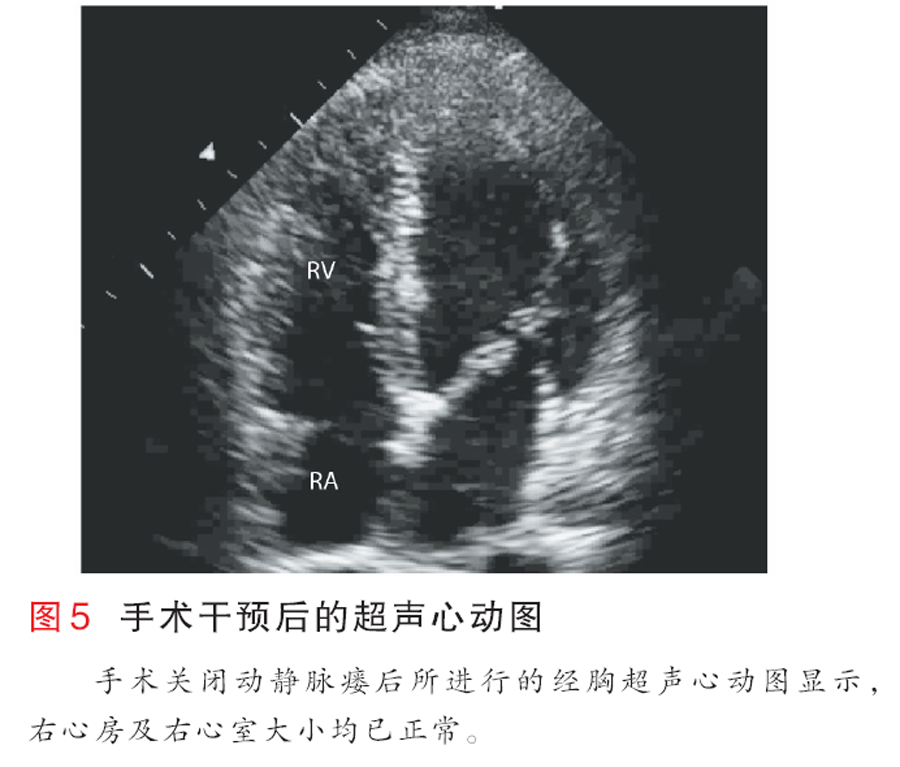 RV
RA
图5 手术干预后的超声心动图
手术关闭动静脉瘘后所进行的经胸超声心动图显示，
右心房及右心室大小均已正常。